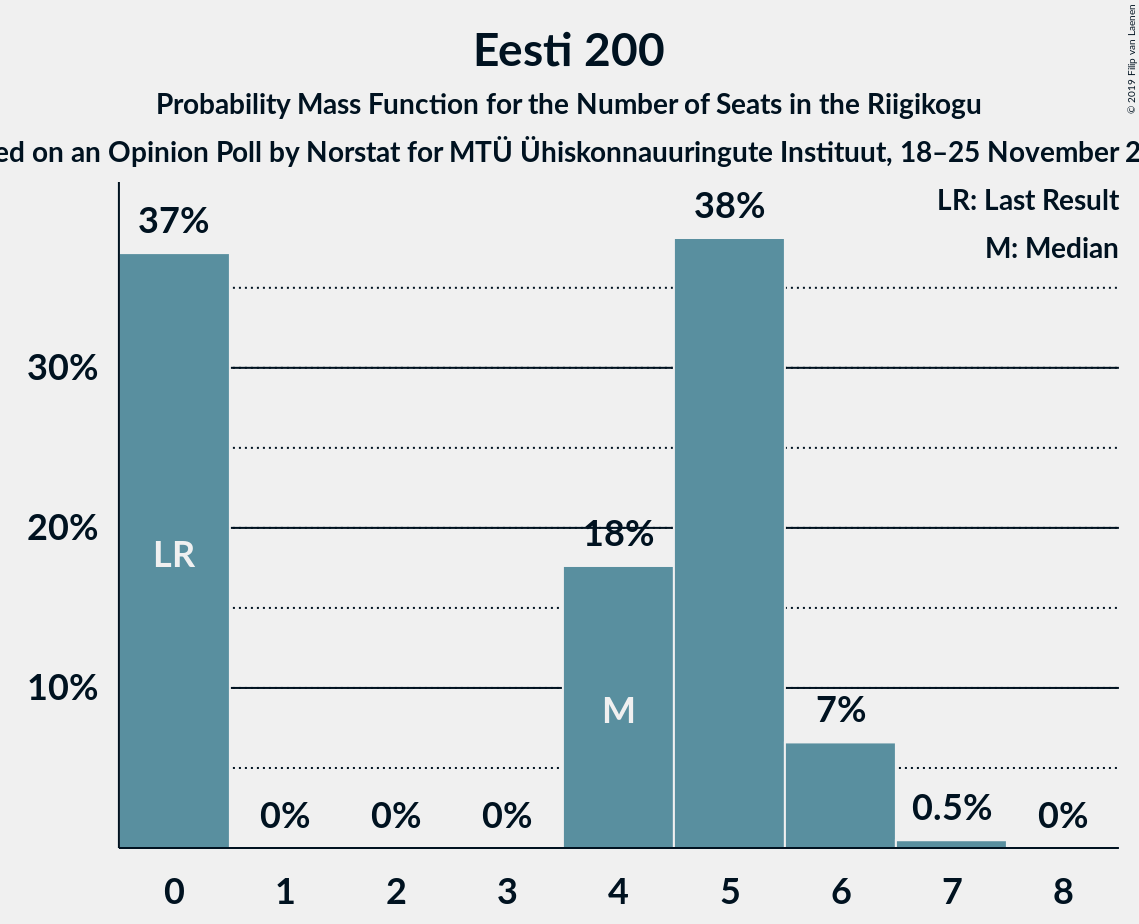 Eesti 200
Probability Mass Function for the Number of Seats in the Riigikogu
on an Opinion Poll by Norstat for MTÜ Ühiskonnauuringute Instituut, 18–25 November
© 2019 Filip van Laenen
LR: Last Result
M: Median
37%
38%
30%
20%
18%
LR
10%
M
7%
0%
0%
0%
0.5%
0%
0
1
2
3
4
5
6
7
8